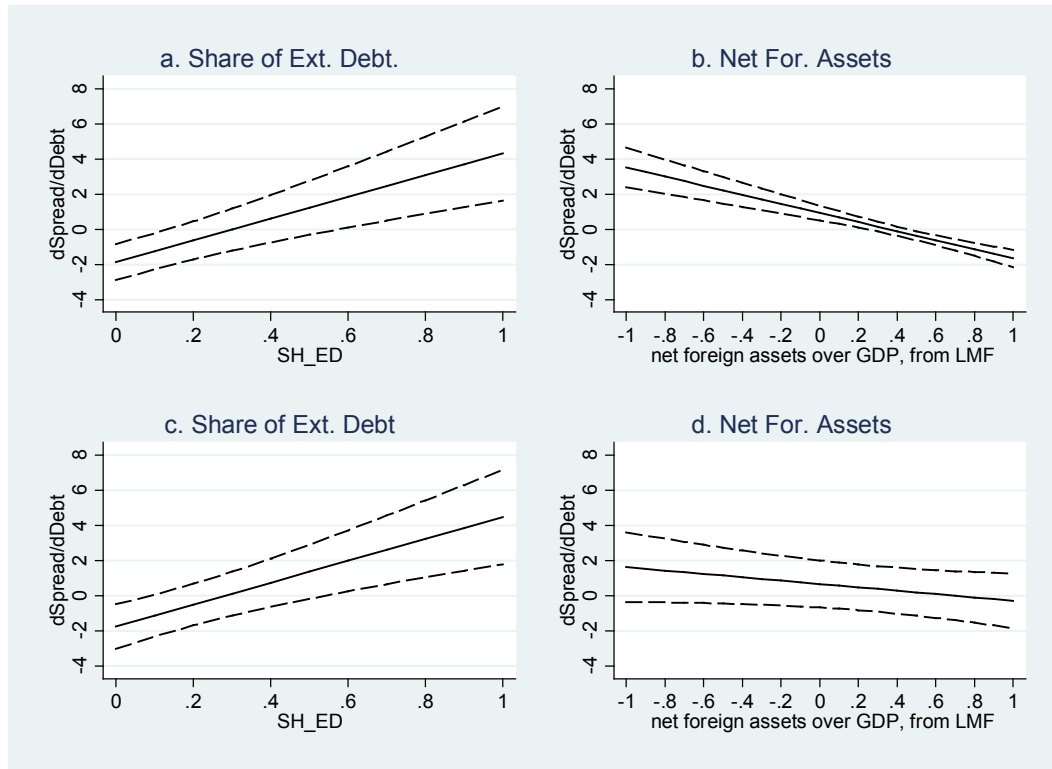 a. Share of Ext. Debt.
dSpread/dDebt
8
6
4
2
0
-2
-4
0 .2 .4 .6 .8 1
SH_ED
b. Net For. Assets
dSpread/dDebt
8
6
4
2
0
-2
-4
-1 -.8 -.6 -.4 -.2 0 .2 .4 .6 .8 1
net foreign assets over GDP, from LMF
c. Share of Ext. Debt
dSpread/dDebt
8
6
4
2
0
-2
-4
0 .2 .4 .6 .8 1
SH_ED
d. Net For. Assets
dSpread/dDebt
8
6
4
2
0
-2
-4
-1 -.8 -.6 -.4 -.2 0 .2 .4 .6 .8 1
net foreign assets over GDP, from LMF